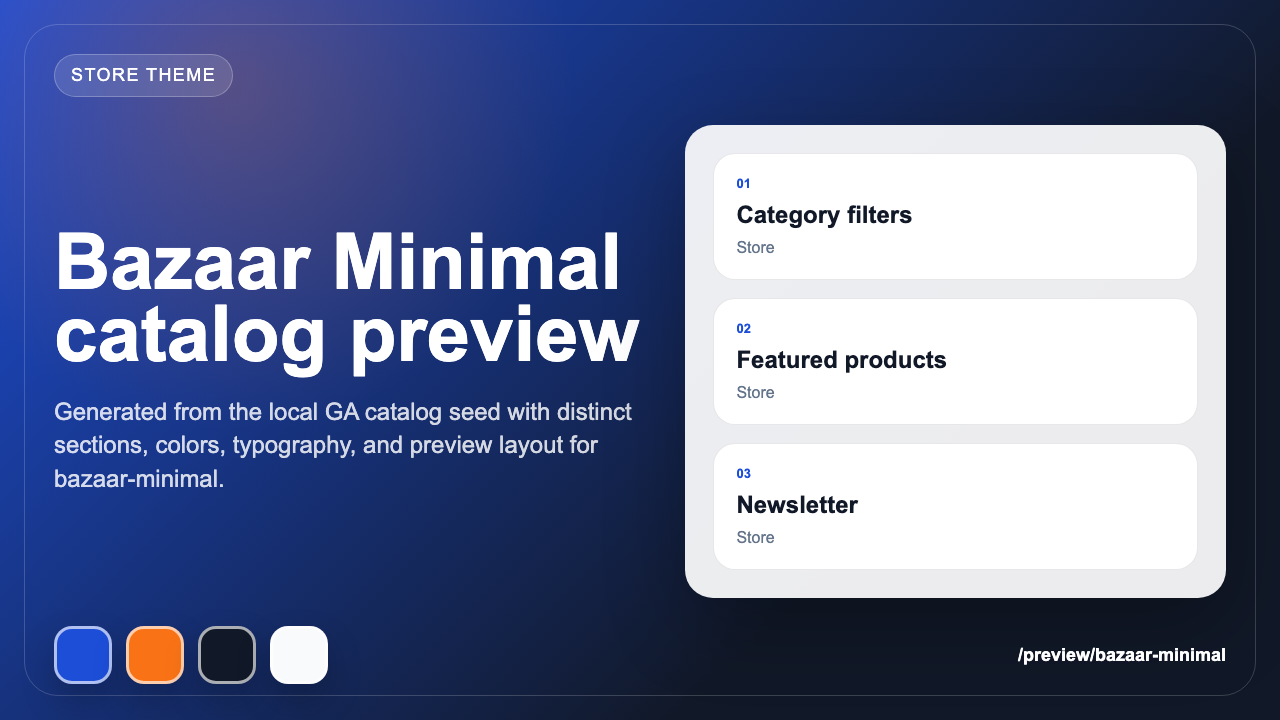 STORE THEME
Bazaar Minimal
catalog preview
Generated from the local GA catalog seed with distinct
sections, colors, typography, and preview layout for
bazaar-minimal.
01
Category filters
Store
02
Featured products
Store
03
Newsletter
Store
/preview/bazaar-minimal